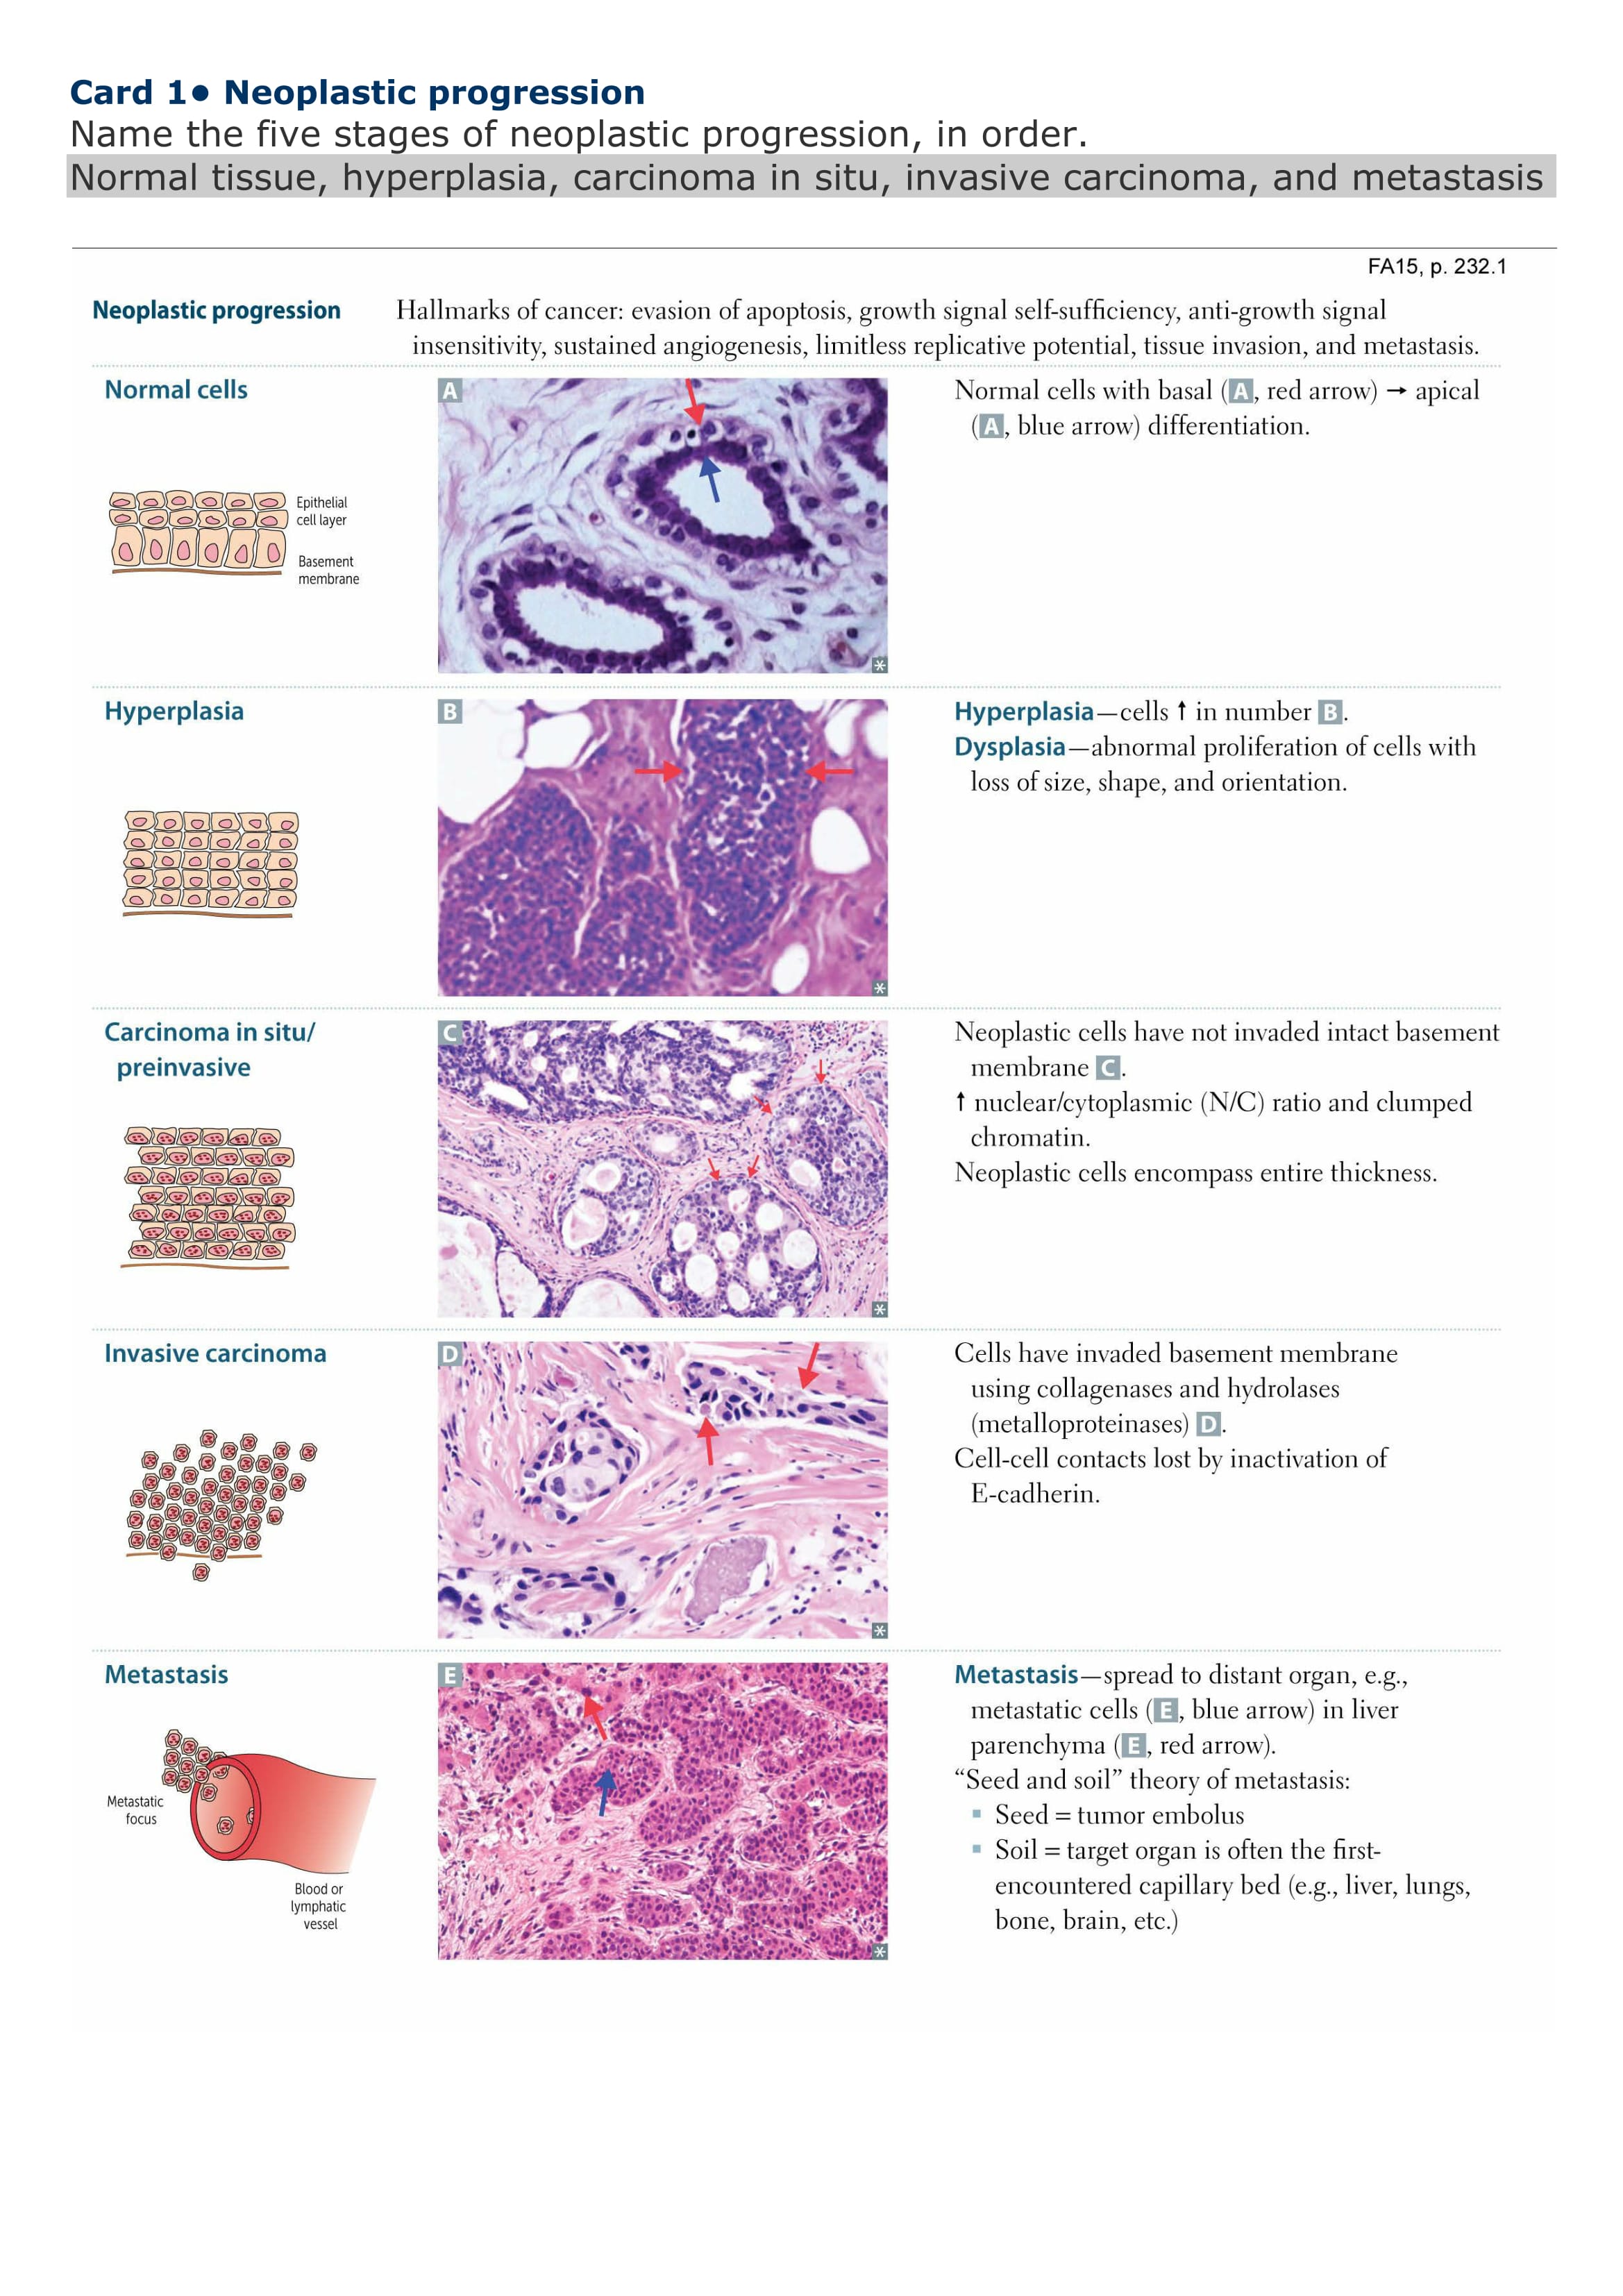 Card 1• Neoplastic progression
Name the five stages of neoplastic progression, in order.
Normal tissue, hyperplasia, carcinoma in situ, invasive carcinoma, and metastasis
FA15, p. 232.1
Neoplastic progression
Hallmarks of cancer: evasion of apoptosis, growth signal self-sufficiency, anti-growth signal
insensitivity, sustained angiogenesis, limitless replicative potential, tissue invasion, and metastasis.
Normal cells
Epithelial
cell layer
Basement
membrane
A
*
Normal cells with basal (A, red arrow) → apical
(A, blue arrow) differentiation.
Hyperplasia
B
*
Hyperplasia—cells ↑ in number B.
Dysplasia—abnormal proliferation of cells with
loss of size, shape, and orientation.
Carcinoma in situ/
preinvasive
C
*
Neoplastic cells have not invaded intact basement
membrane C.
↑ nuclear/cytoplasmic (N/C) ratio and clumped
chromatin.
Neoplastic cells encompass entire thickness.
Invasive carcinoma
D
*
Cells have invaded basement membrane
using collagenases and hydrolases
(metalloproteinases) D.
Cell-cell contacts lost by inactivation of
E-cadherin.
Metastasis
Metastatic
focus
Blood or
lymphatic
vessel
E
*
Metastasis—spread to distant organ, e.g.,
metastatic cells (E, blue arrow) in liver
parenchyma (E, red arrow).
“Seed and soil” theory of metastasis:
▪ Seed = tumor embolus
▪ Soil = target organ is often the first-
encountered capillary bed (e.g., liver, lungs,
bone, brain, etc.)